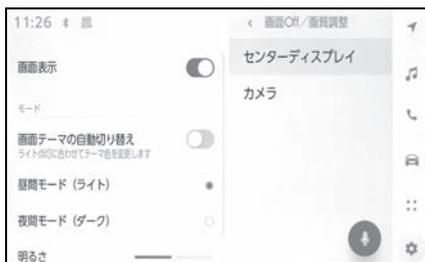 11:26
画面表示
モード
画面テーマの自動切り替え
ライト点灯に合わせてテーマ色を変更します
昼間モード（ライト）
夜間モード（ダーク）
明るさ
< 画面Off／画質調整
センターディスプレイ
カメラ